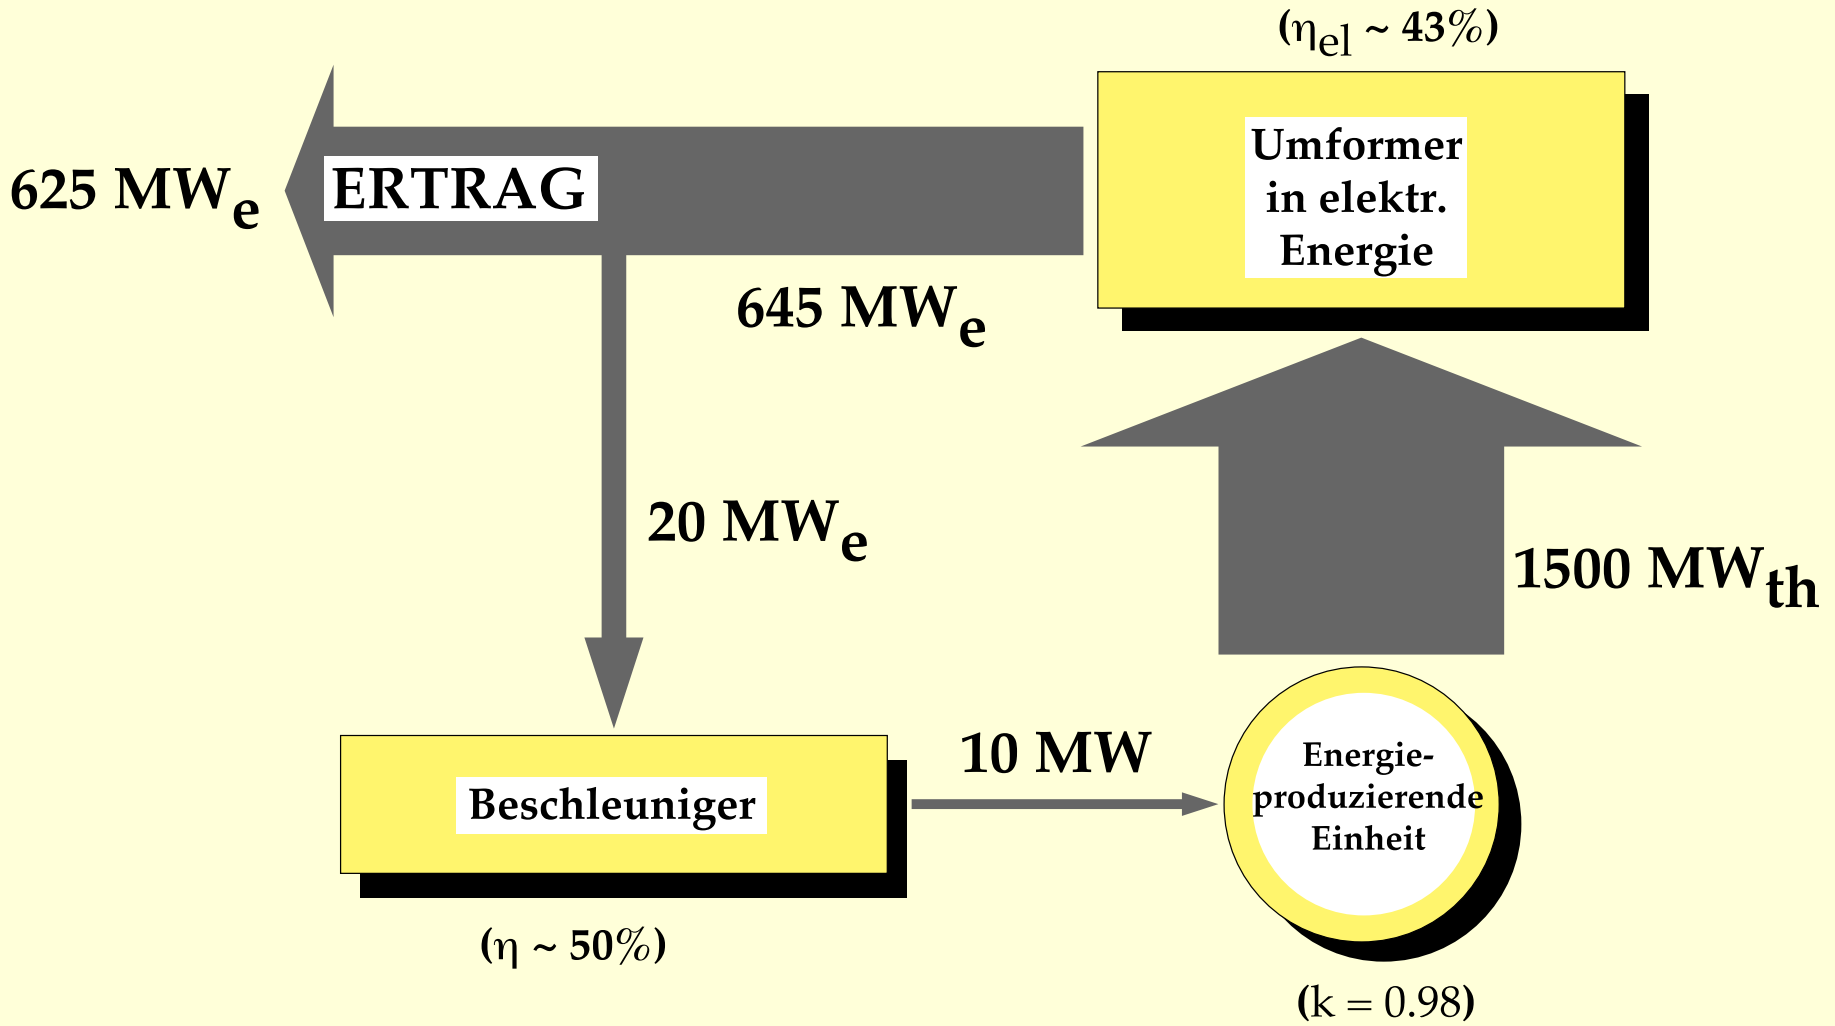 (ηel ~ 43%)
Umformer
in elektr.
Energie
625 MWe
ERTRAG
645 MWe
20 MWe
1500 MWth
10 MW
Energie-
produzierende
Einheit
Beschleuniger
(η ~ 50%)
(k = 0.98)